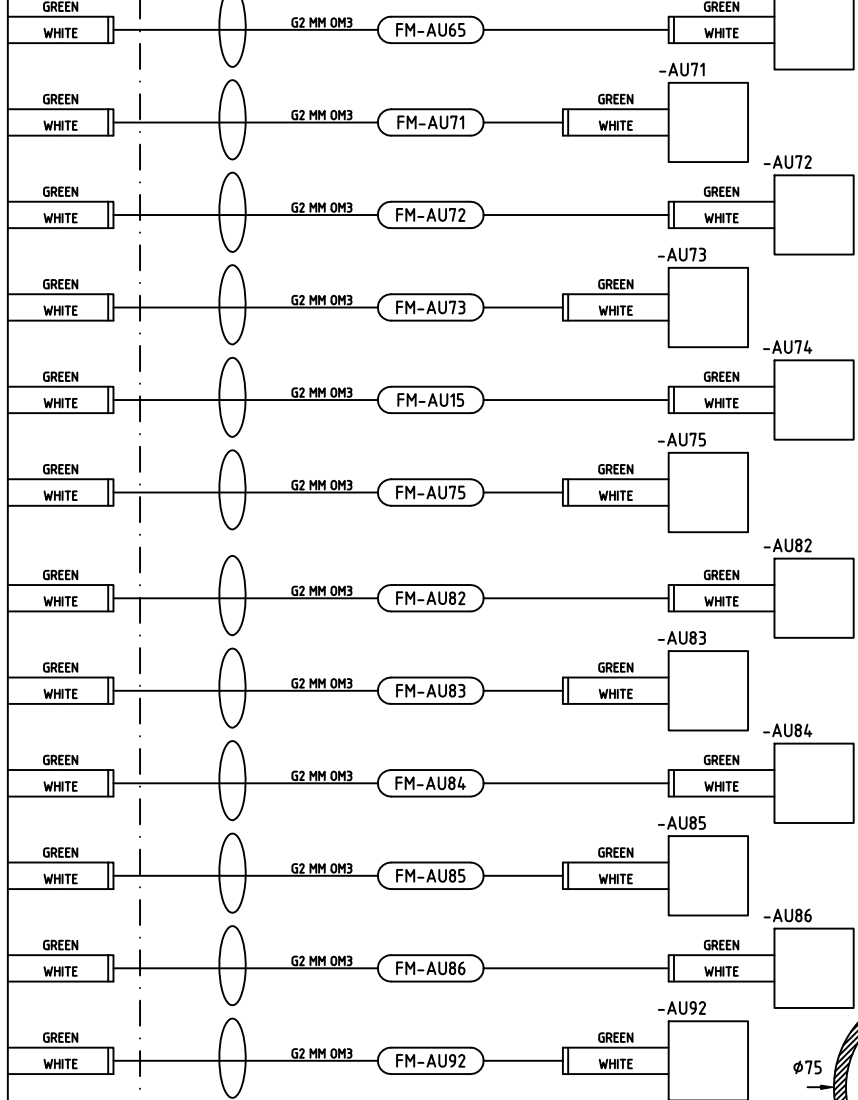 GREEN GREEN
WHITE G2 MM OM3 FM-AU65 WHITE
-AU71
GREEN GREEN
WHITE G2 MM OM3 FM-AU71 WHITE
-AU72
GREEN GREEN
WHITE G2 MM OM3 FM-AU72 WHITE
-AU73
GREEN GREEN
WHITE G2 MM OM3 FM-AU73 WHITE
-AU74
GREEN GREEN
WHITE G2 MM OM3 FM-AU15 WHITE
-AU75
GREEN GREEN
WHITE G2 MM OM3 FM-AU75 WHITE
-AU82
GREEN GREEN
WHITE G2 MM OM3 FM-AU82 WHITE
-AU83
GREEN GREEN
WHITE G2 MM OM3 FM-AU83 WHITE
-AU84
GREEN GREEN
WHITE G2 MM OM3 FM-AU84 WHITE
-AU85
GREEN GREEN
WHITE G2 MM OM3 FM-AU85 WHITE
-AU86
GREEN GREEN
WHITE G2 MM OM3 FM-AU86 WHITE
-AU92
GREEN GREEN
WHITE G2 MM OM3 FM-AU92 WHITE
Ø75